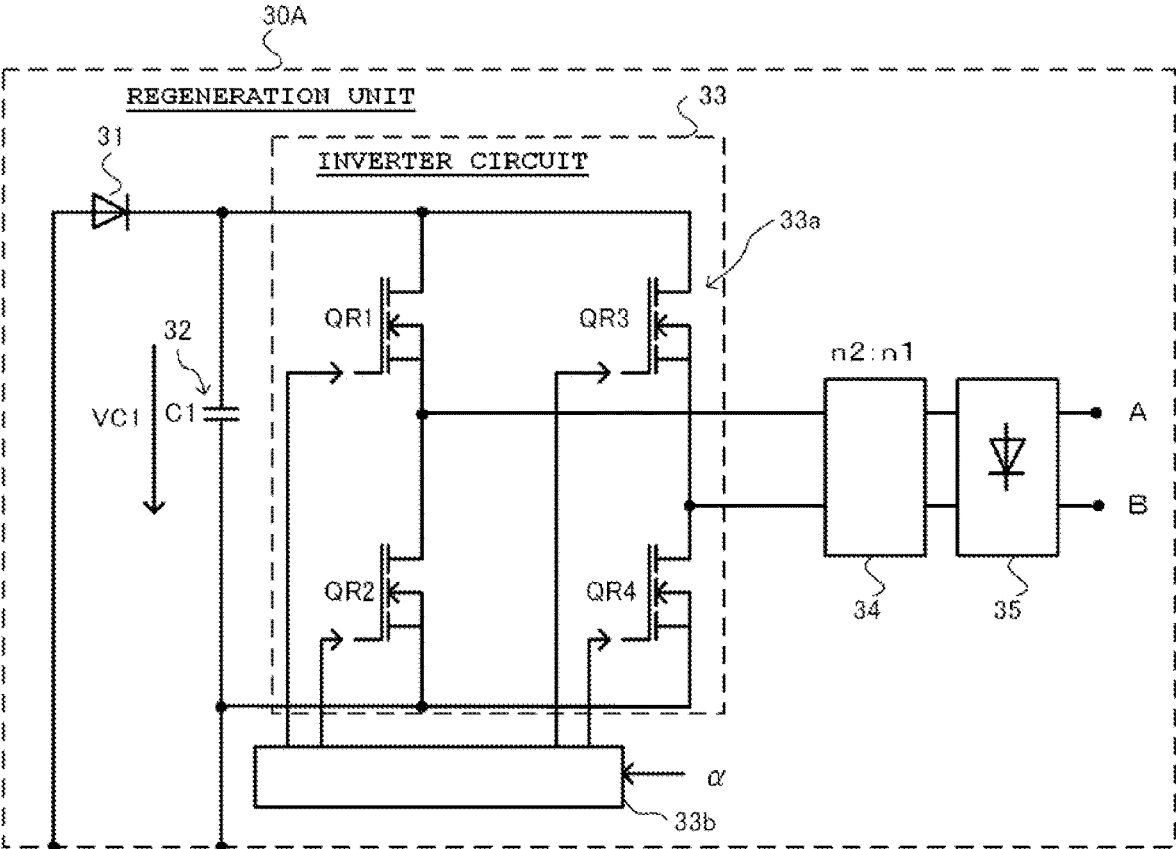 30A
REGENERATION UNIT
33
31
INVERTER CIRCUIT
33a
QR1
QR3
32
n2:n1
VC1
C1
A
B
QR2
QR4
34
35
α
33b